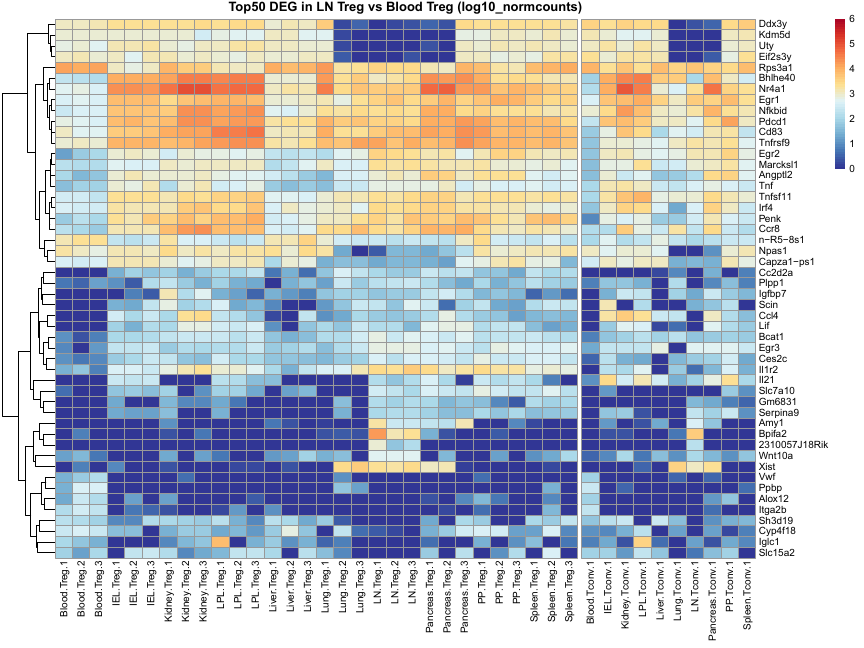 Top50 DEG in LN Treg vs Blood Treg (log10_normcounts)
Ddx3y
Kdm5d
Uty
Eif2s3y
Rps3a1
Bhlhe40
Nr4a1
Egr1
Nfkbid
Pdcd1
Cd83
Tnfrsf9
Egr2
Marcksl1
Angptl2
Tnf
Tnfsf11
Irf4
Penk
Ccr8
n−R5−8s1
Npas1
Capza1−ps1
Cc2d2a
Plpp1
Igfbp7
Scin
Ccl4
Lif
Bcat1
Egr3
Ces2c
Il1r2
Il21
Slc7a10
Gm6831
Serpina9
Amy1
Bpifa2
2310057J18Rik
Wnt10a
Xist
Vwf
Ppbp
Alox12
Itga2b
Sh3d19
Cyp4f18
Iglc1
Slc15a2
6
5
4
3
2
1
0
Blood.Treg.1
Blood.Treg.2
Blood.Treg.3
IEL.Treg.1
IEL.Treg.2
IEL.Treg.3
Kidney.Treg.1
Kidney.Treg.2
Kidney.Treg.3
LPL.Treg.1
LPL.Treg.2
LPL.Treg.3
Liver.Treg.1
Liver.Treg.2
Liver.Treg.3
Lung.Treg.1
Lung.Treg.2
Lung.Treg.3
LN.Treg.1
LN.Treg.2
LN.Treg.3
Pancreas.Treg.1
Pancreas.Treg.2
Pancreas.Treg.3
PP.Treg.1
PP.Treg.2
PP.Treg.3
Spleen.Treg.1
Spleen.Treg.2
Spleen.Treg.3
Blood.Tconv.1
IEL.Tconv.1
Kidney.Tconv.1
LPL.Tconv.1
Liver.Tconv.1
Lung.Tconv.1
LN.Tconv.1
Pancreas.Tconv.1
PP.Tconv.1
Spleen.Tconv.1